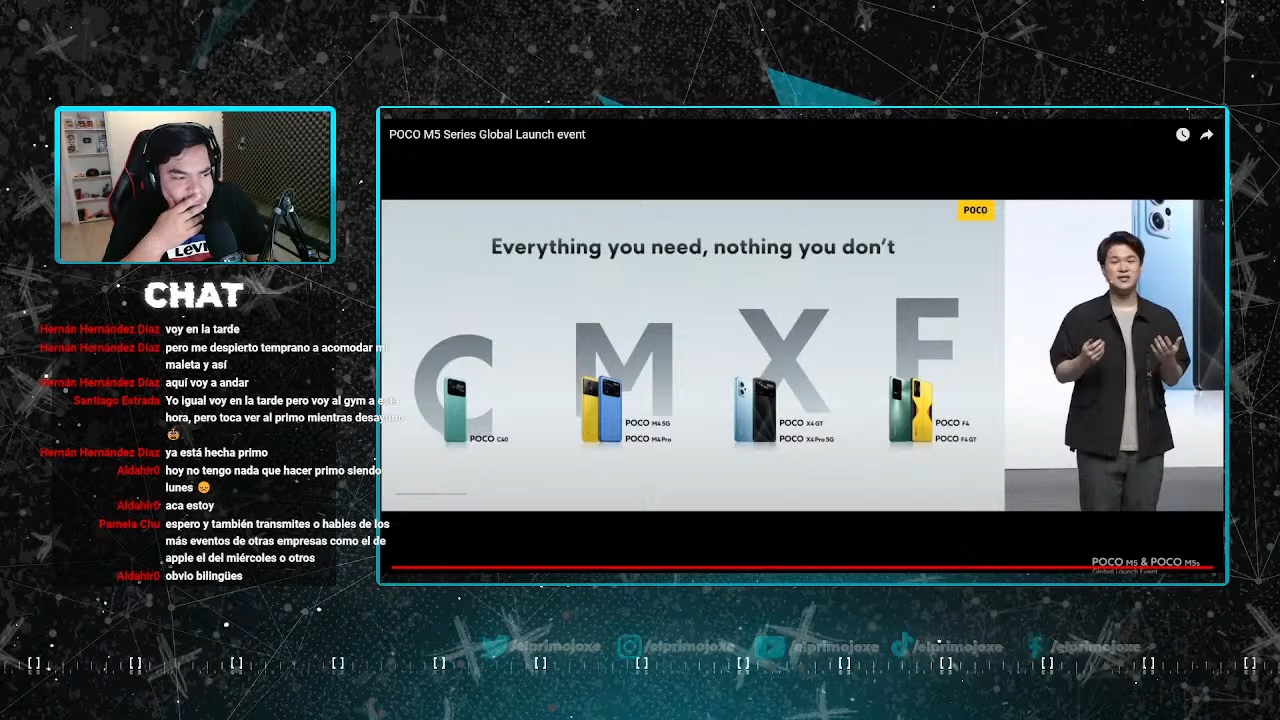 POCO M5 Series Global Launch event
POCO
Everything you need, nothing you don't
C
M
X
F
POCO C40
POCO M4 5G
POCO M4 Pro
POCO X4 GT
POCO X4 Pro 5G
POCO F4
POCO F4 GT
POCO M5 & POCO M5s
Global Launch Event
Levi's
CHAT
Hernán Hernández Díaz voy en la tarde
Hernán Hernández Díaz pero me despierto temprano a acomodar mi
maleta y así
Hernán Hernández Díaz aquí voy a andar
Santiago Estrada Yo igual voy en la tarde pero voy al gym a esta
hora, pero toca ver al primo mientras desayuno
Hernán Hernández Díaz ya está hecha primo
Aldahir0 hoy no tengo nada que hacer primo siendo
lunes
Aldahir0 aca estoy
Pamela Chu espero y también transmites o hables de los
más eventos de otras empresas como el de
apple el del miércoles o otros
Aldahir0 obvio bilingües
/elprimojoxe /elprimojoxe /elprimojoxe /elprimojoxe /elprimojoxe